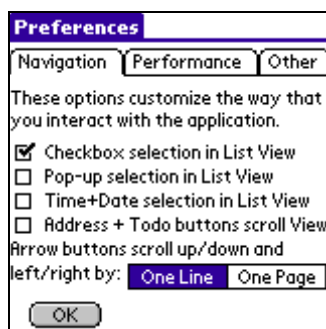 Preferences
Navigation Performance Other
These options customize the way that
you interact with the application.
Checkbox selection in List View
Pop-up selection in List View
Time+Date selection in List View
Address + Todo buttons scroll View
Arrow buttons scroll up/down and
left/right by: One Line One Page
OK